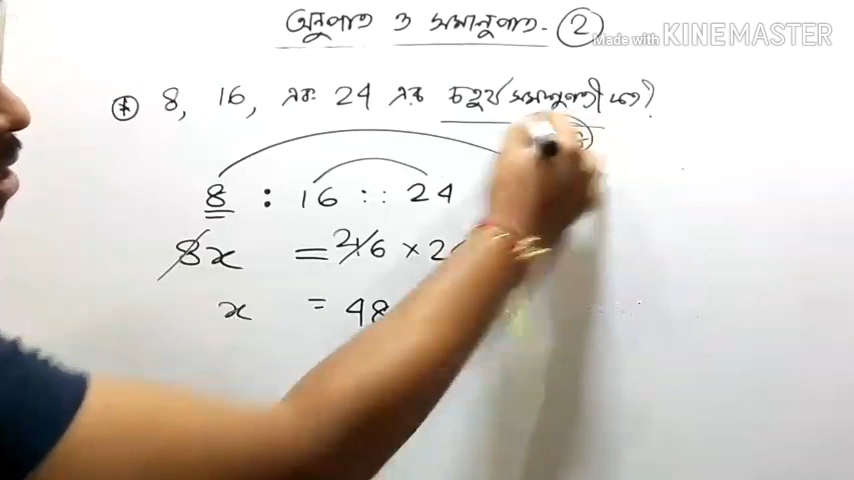 অনুপাত ও সমানুপাত - 2
Made with KINEMASTER
* 8, 16, এবং 24 এর চতুর্থ সমানুপাতী কত?
8 : 16 :: 24
8x = 2 16 × 2
x = 48